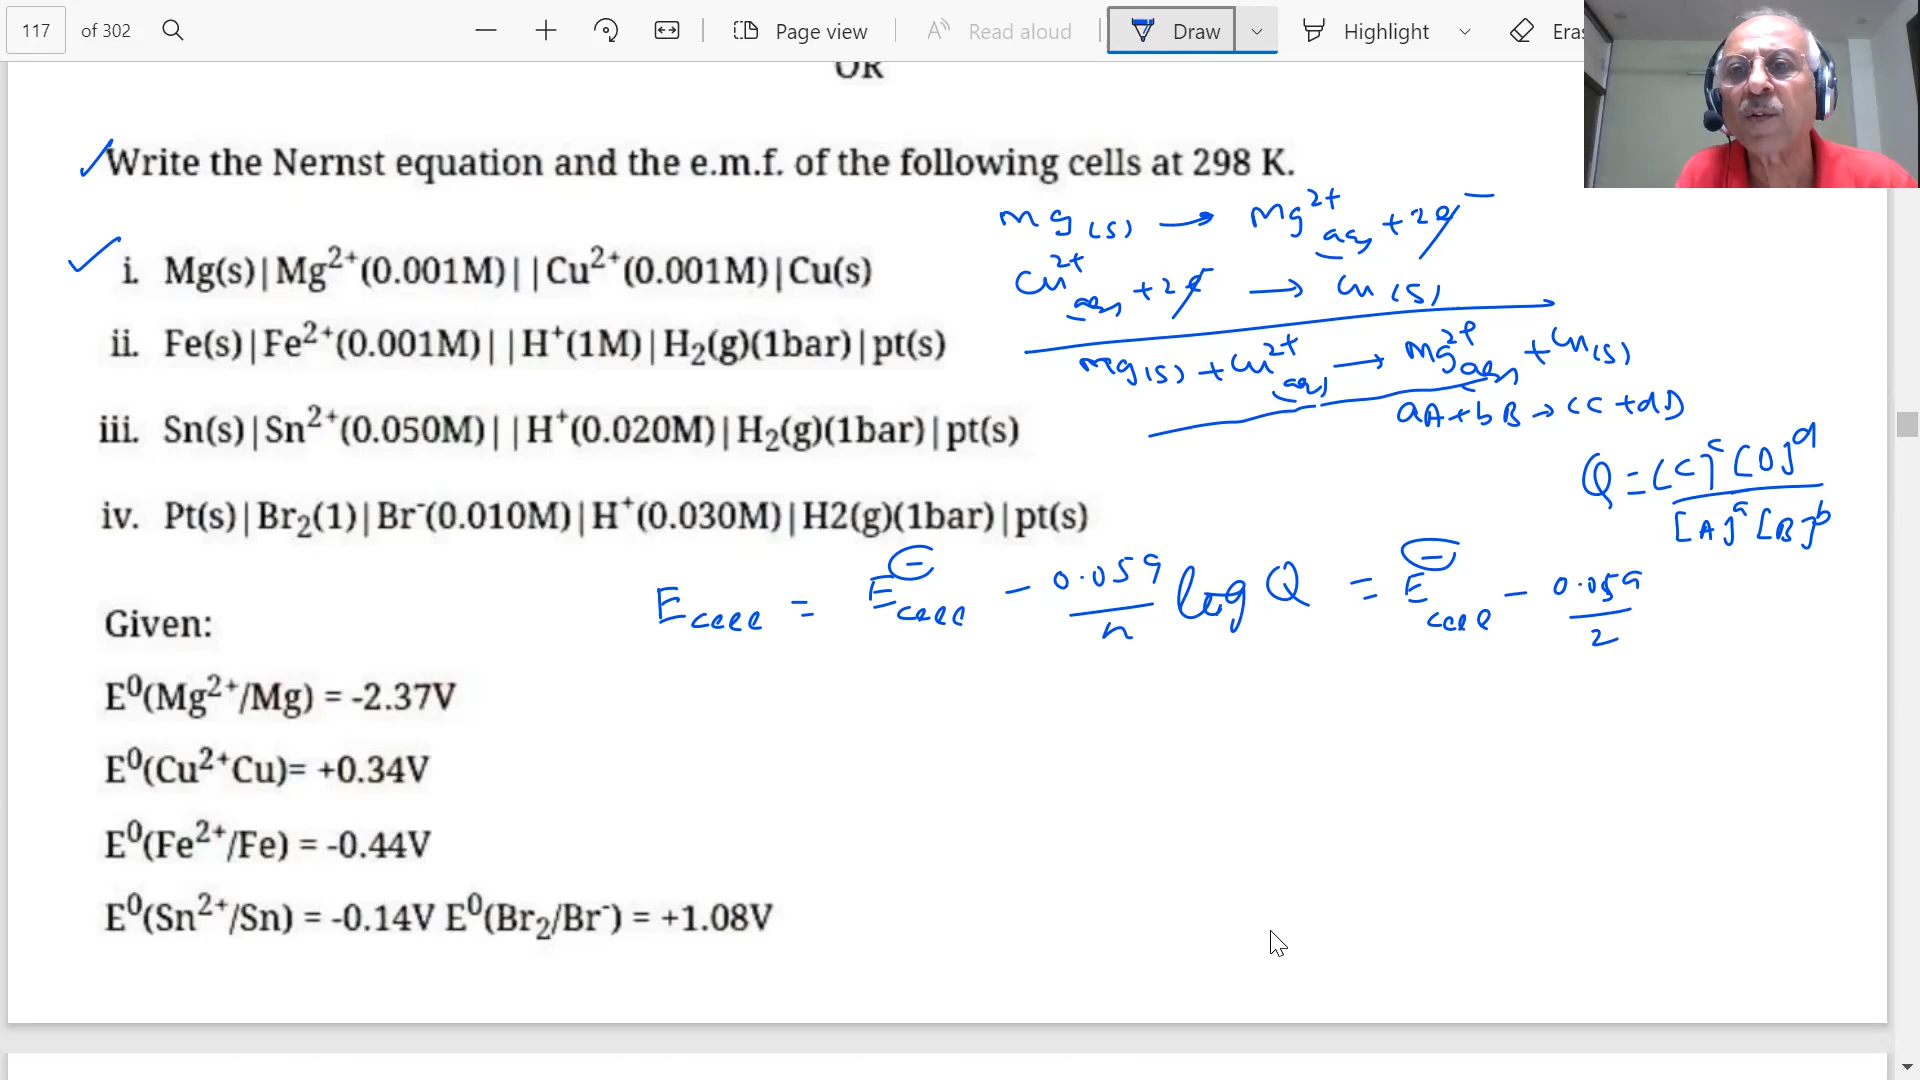 117 of 302 Page view Read aloud Draw Highlight Eras
OR
Write the Nernst equation and the e.m.f. of the following cells at 298 K.
i. Mg(s)|Mg²⁺(0.001M)||Cu²⁺(0.001M)|Cu(s)
ii. Fe(s)|Fe²⁺(0.001M)||H⁺(1M)|H₂(g)(1bar)|pt(s)
iii. Sn(s)|Sn²⁺(0.050M)||H⁺(0.020M)|H₂(g)(1bar)|pt(s)
iv. Pt(s)|Br₂(1)|Br⁻(0.010M)|H⁺(0.030M)|H2(g)(1bar)|pt(s)
Mg(s) → Mg²⁺aq + 2e⁻
Cu²⁺aq + 2e → Cu(s)
Mg(s) + Cu²⁺aq → Mg²⁺aq + Cu(s)
aA + bB → cC + dD
Q = [C]ᶜ [D]ᵈ / [A]ᵃ [B]ᵇ
Ecell = E⊖cell - 0.059/n log Q = E⊖cell - 0.059/2
Given:
E⁰(Mg²⁺/Mg) = -2.37V
E⁰(Cu²⁺Cu)= +0.34V
E⁰(Fe²⁺/Fe) = -0.44V
E⁰(Sn²⁺/Sn) = -0.14V E⁰(Br₂/Br⁻) = +1.08V